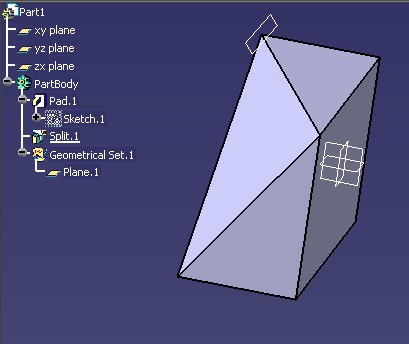 Part1
xy plane
yz plane
zx plane
PartBody
Pad.1
Sketch.1
Split.1
Geometrical Set.1
Plane.1